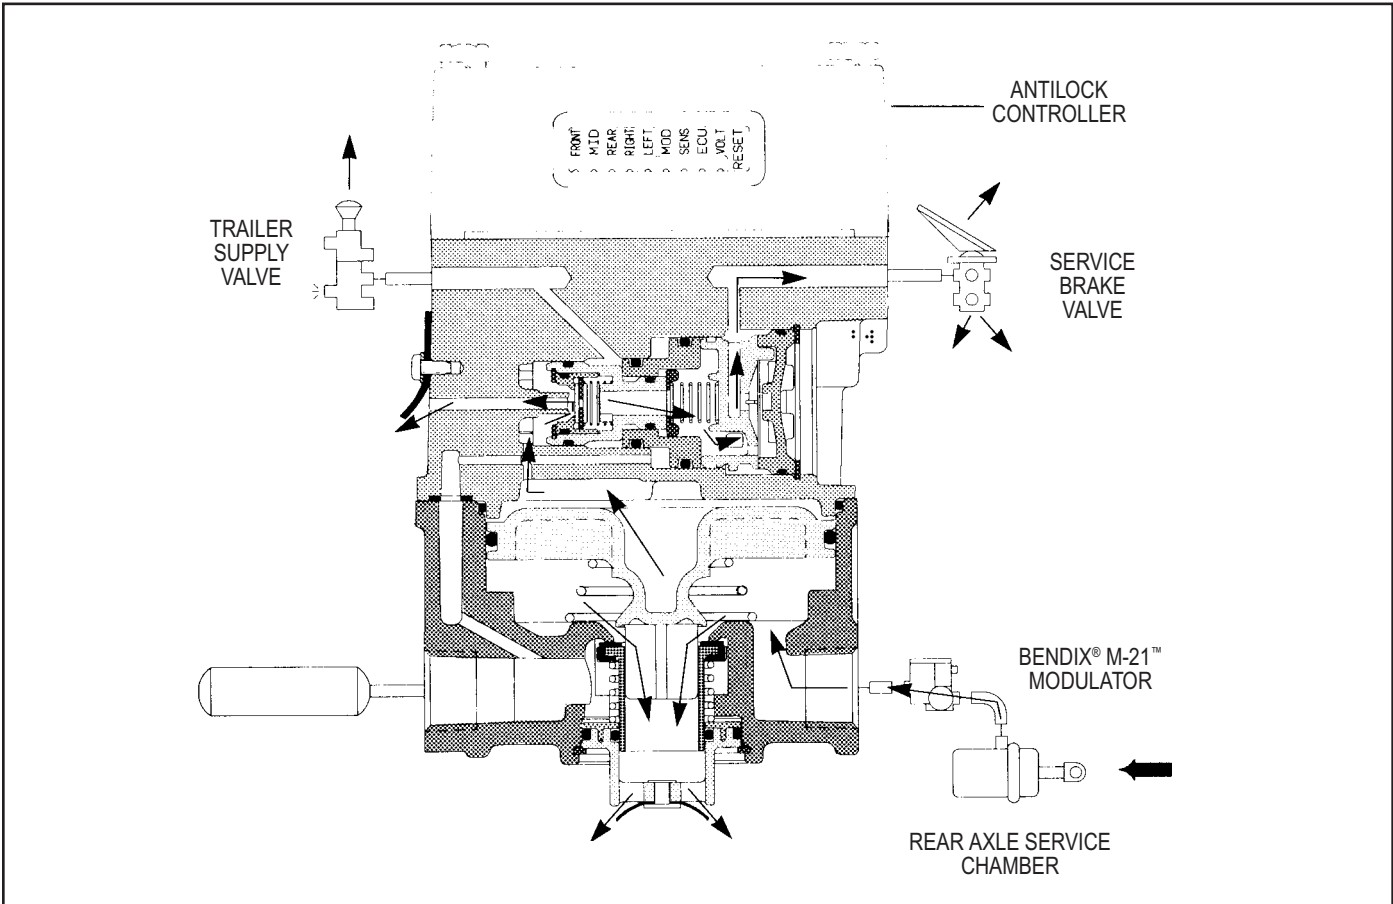 ANTILOCK
CONTROLLER
FRONT
MID
REAR
RIGHT
LEFT
MOD
SENS
ECU
VOLT
RESET
TRAILER
SUPPLY
VALVE
SERVICE
BRAKE
VALVE
BENDIX® M-21™
MODULATOR
REAR AXLE SERVICE
CHAMBER